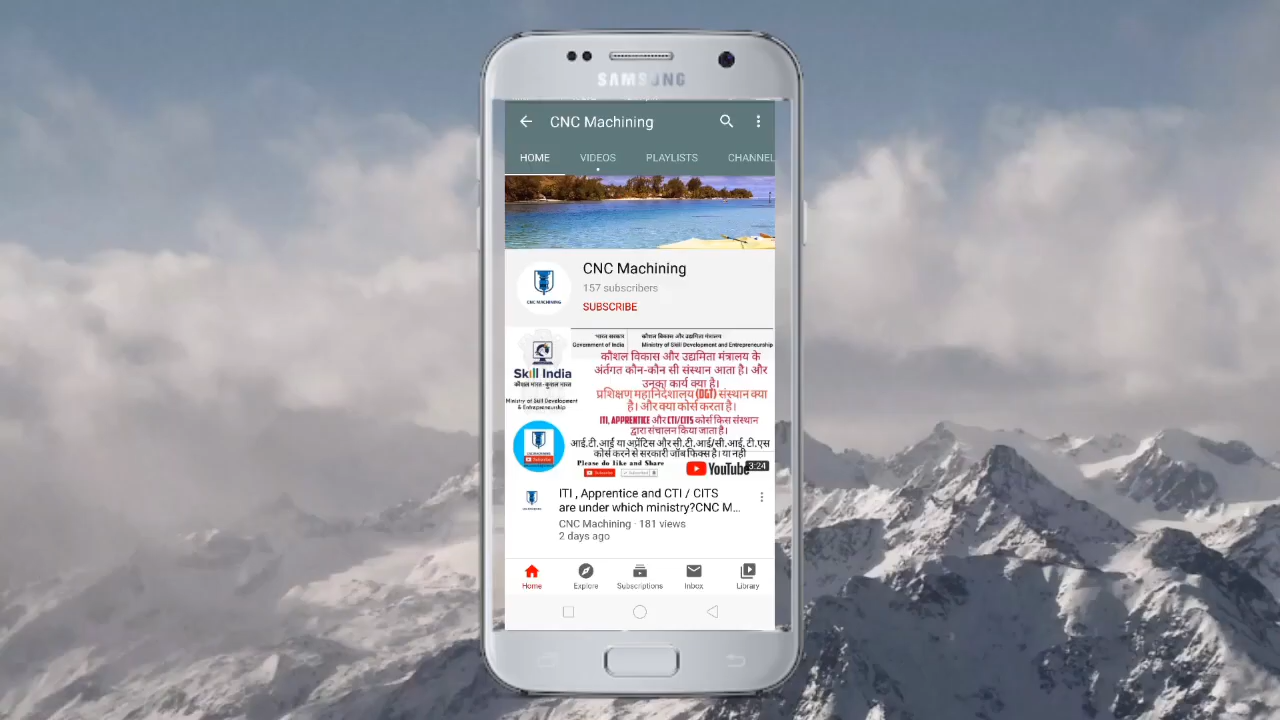 SAMSUNG
CNC Machining
HOME VIDEOS PLAYLISTS CHANNEL
CNC MACHINING
CNC Machining
157 subscribers
SUBSCRIBE
भारत सरकार
Government of India
कौशल विकास और उद्यमिता मंत्रालय
Ministry of Skill Development and Entrepreneurship
Skill India
कौशल भारत-कुशल भारत
Ministry of Skill Development
& Entrepreneurship
कौशल विकास और उद्यमिता मंत्रालय के
अंर्तगत कौन-कौन सी संस्थान आता है। और
उनका कार्य क्या है।
प्रशिक्षण महानिदेशालय (DGT) संस्थान क्या
है। और क्या कोर्स करता है।
ITI, APPRENTICE और CTI/CITS कोर्स किस संस्थान
द्वारा संचालन किया जाता है।
आई.टी.आई या अप्रेंटिस और सी.टी.आई/सी.आई. टी.एस
कोर्स करने से सरकारी जॉब फिक्स है। या नही
Please do like and Share
Subscribe
Subscribed
YouTube
3:24
ITI , Apprentice and CTI / CITS
are under which ministry?CNC M...
CNC Machining · 181 views
2 days ago
Home Explore Subscriptions Inbox Library